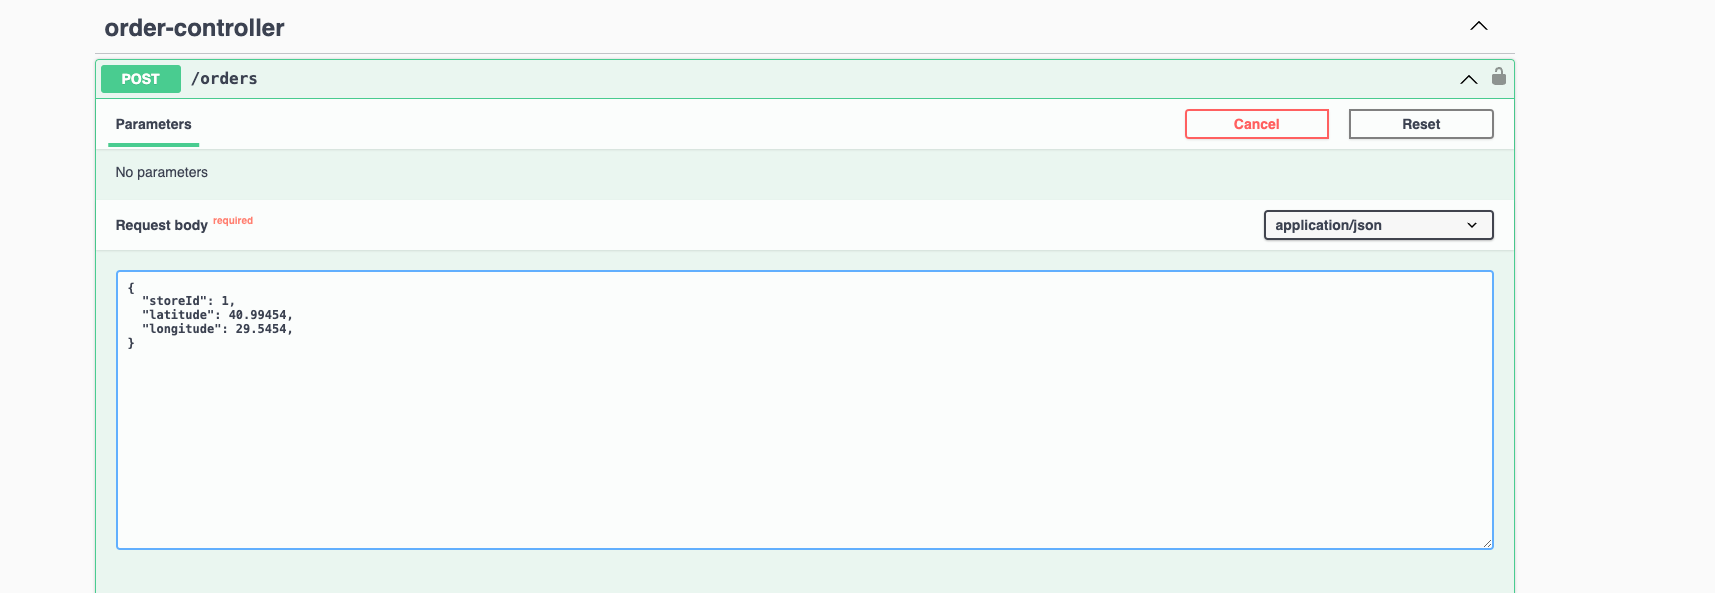 order-controller
POST /orders
Parameters
Cancel
Reset
No parameters
Request body required
application/json
{
  "storeId": 1,
  "latitude": 40.99454,
  "longitude": 29.5454,
}